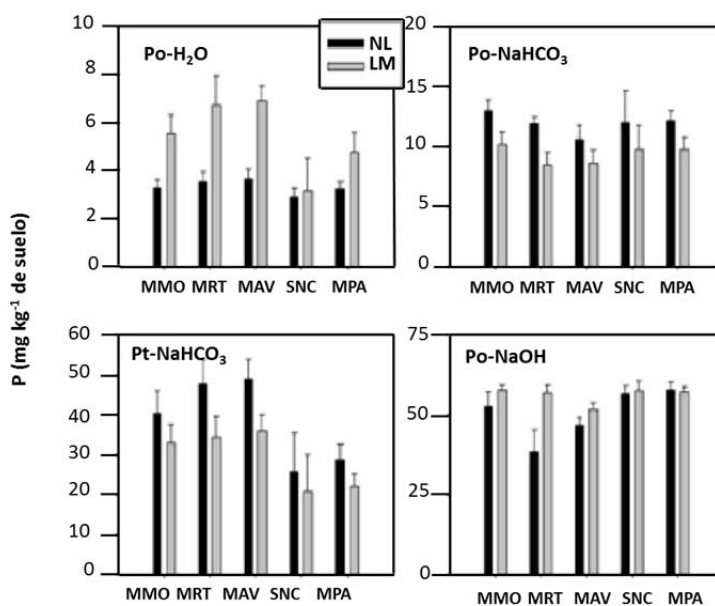 P (mg kg⁻¹ de suelo)
Po-H₂O
10
8
6
4
2
0
MMO MRT MAV SNC MPA
NL
LM
Po-NaHCO₃
20
15
10
5
0
MMO MRT MAV SNC MPA
Pt-NaHCO₃
60
50
40
30
20
10
0
MMO MRT MAV SNC MPA
Po-NaOH
75
50
25
0
MMO MRT MAV SNC MPA